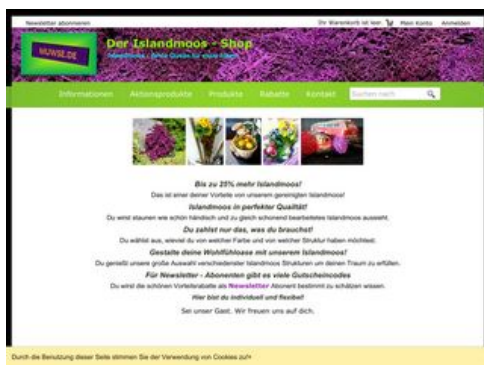 Newsletter abonnieren
Ihr Warenkorb ist leer Mein Konto Anmelden
MUWSE.DE
Der Islandmoos - Shop
Informationen Aktionsprodukte Produkte Rabatte Kontakt Suchen nach
Bis zu 25% mehr Islandmoos!
Das ist einer deiner Vorteile von unserem gereinigten Islandmoos!
Islandmoos in perfekter Qualität!
Du wirst staunen wie schön händisch und zu gleich schonend bearbeitetes Islandmoos aussieht.
Du zahlst nur das, was du brauchst!
Du wählst aus, wieviel du von welcher Farbe und von welcher Struktur haben möchtest.
Gestalte deine Wohlfühloase mit unserem Islandmoos!
Du genießt unsere große Auswahl verschiedenster Islandmoos Strukturen um deinen Traum zu erfüllen.
Für Newsletter - Abonenten gibt es viele Gutscheincodes
Du wirst die schönen Vorteilsrabatte als Newsletter Abonent bestimmt zu schätzen wissen.
Hier bist du individuell und flexibel!
Sei unser Gast. Wir freuen uns auf dich.
Durch die Benutzung dieser Seite stimmen Sie der Verwendung von Cookies zu!